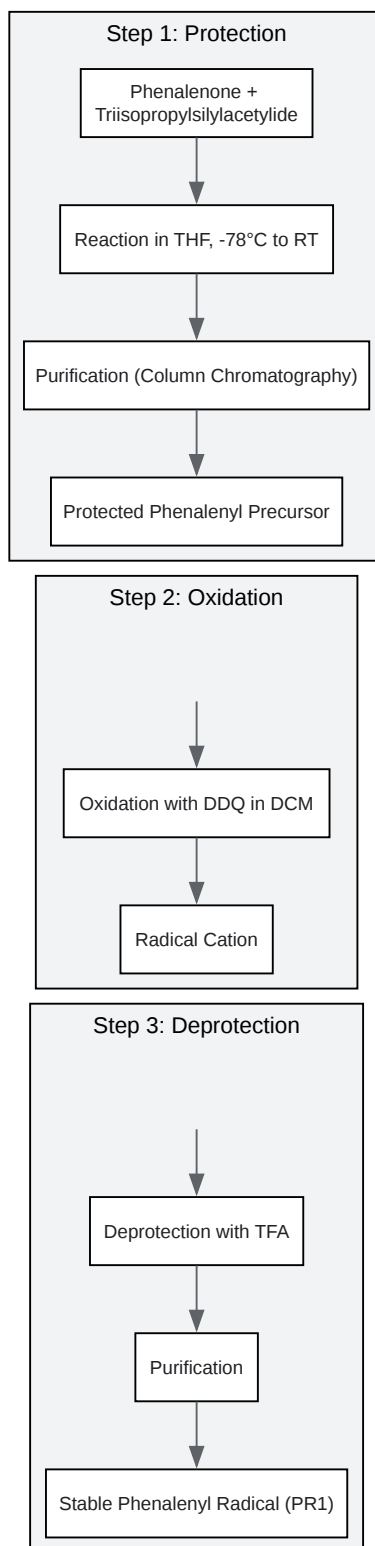 Step 1: Protection
Phenalenone +
Triisopropylsilylacetylide
Reaction in THF, -78°C to RT
Purification (Column Chromatography)
Protected Phenalenyl Precursor
Step 2: Oxidation
Oxidation with DDQ in DCM
Radical Cation
Step 3: Deprotection
Deprotection with TFA
Purification
Stable Phenalenyl Radical (PR1)